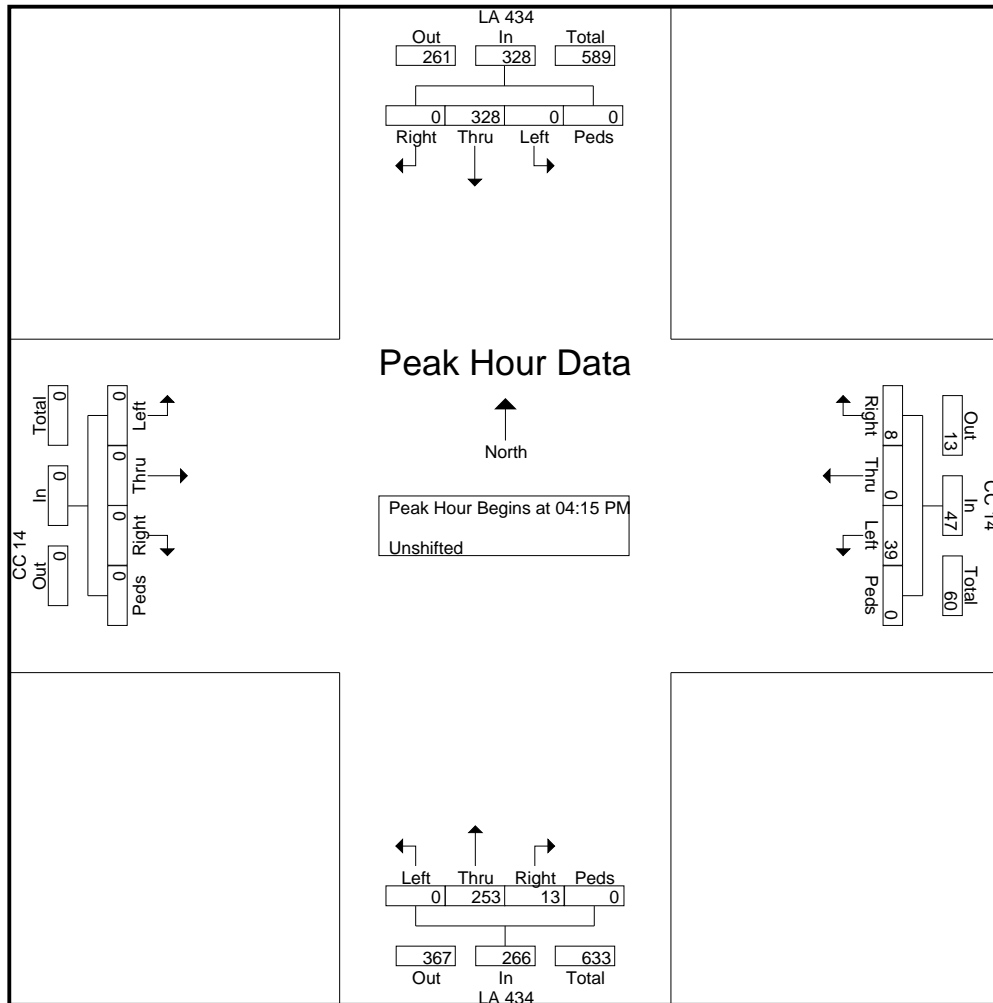 LA 434
Out In Total
261 328 589
0 328 0 0
Right Thru Left Peds
Peak Hour Data
North
Peak Hour Begins at 04:15 PM
Unshifted
CC 14
Total In Out
0 0 0
0 0 0 0
Left Thru Right Peds
Right Thru Left Peds
8 0 39 0
Out In Total
13 47 60
CC 14
Left Thru Right Peds
0 253 13 0
367 266 633
Out In Total
LA 434